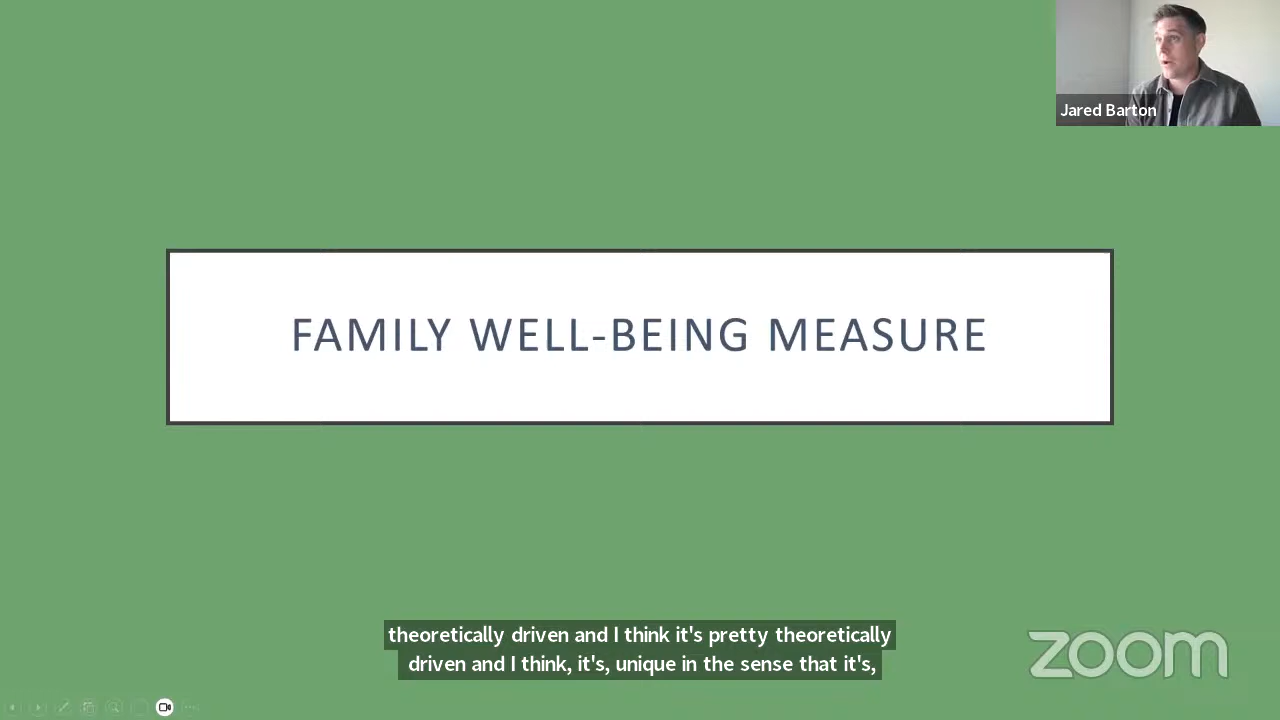 Jared Barton
FAMILY WELL-BEING MEASURE
theoretically driven and I think it's pretty theoretically
driven and I think, it's, unique in the sense that it's,
zoom